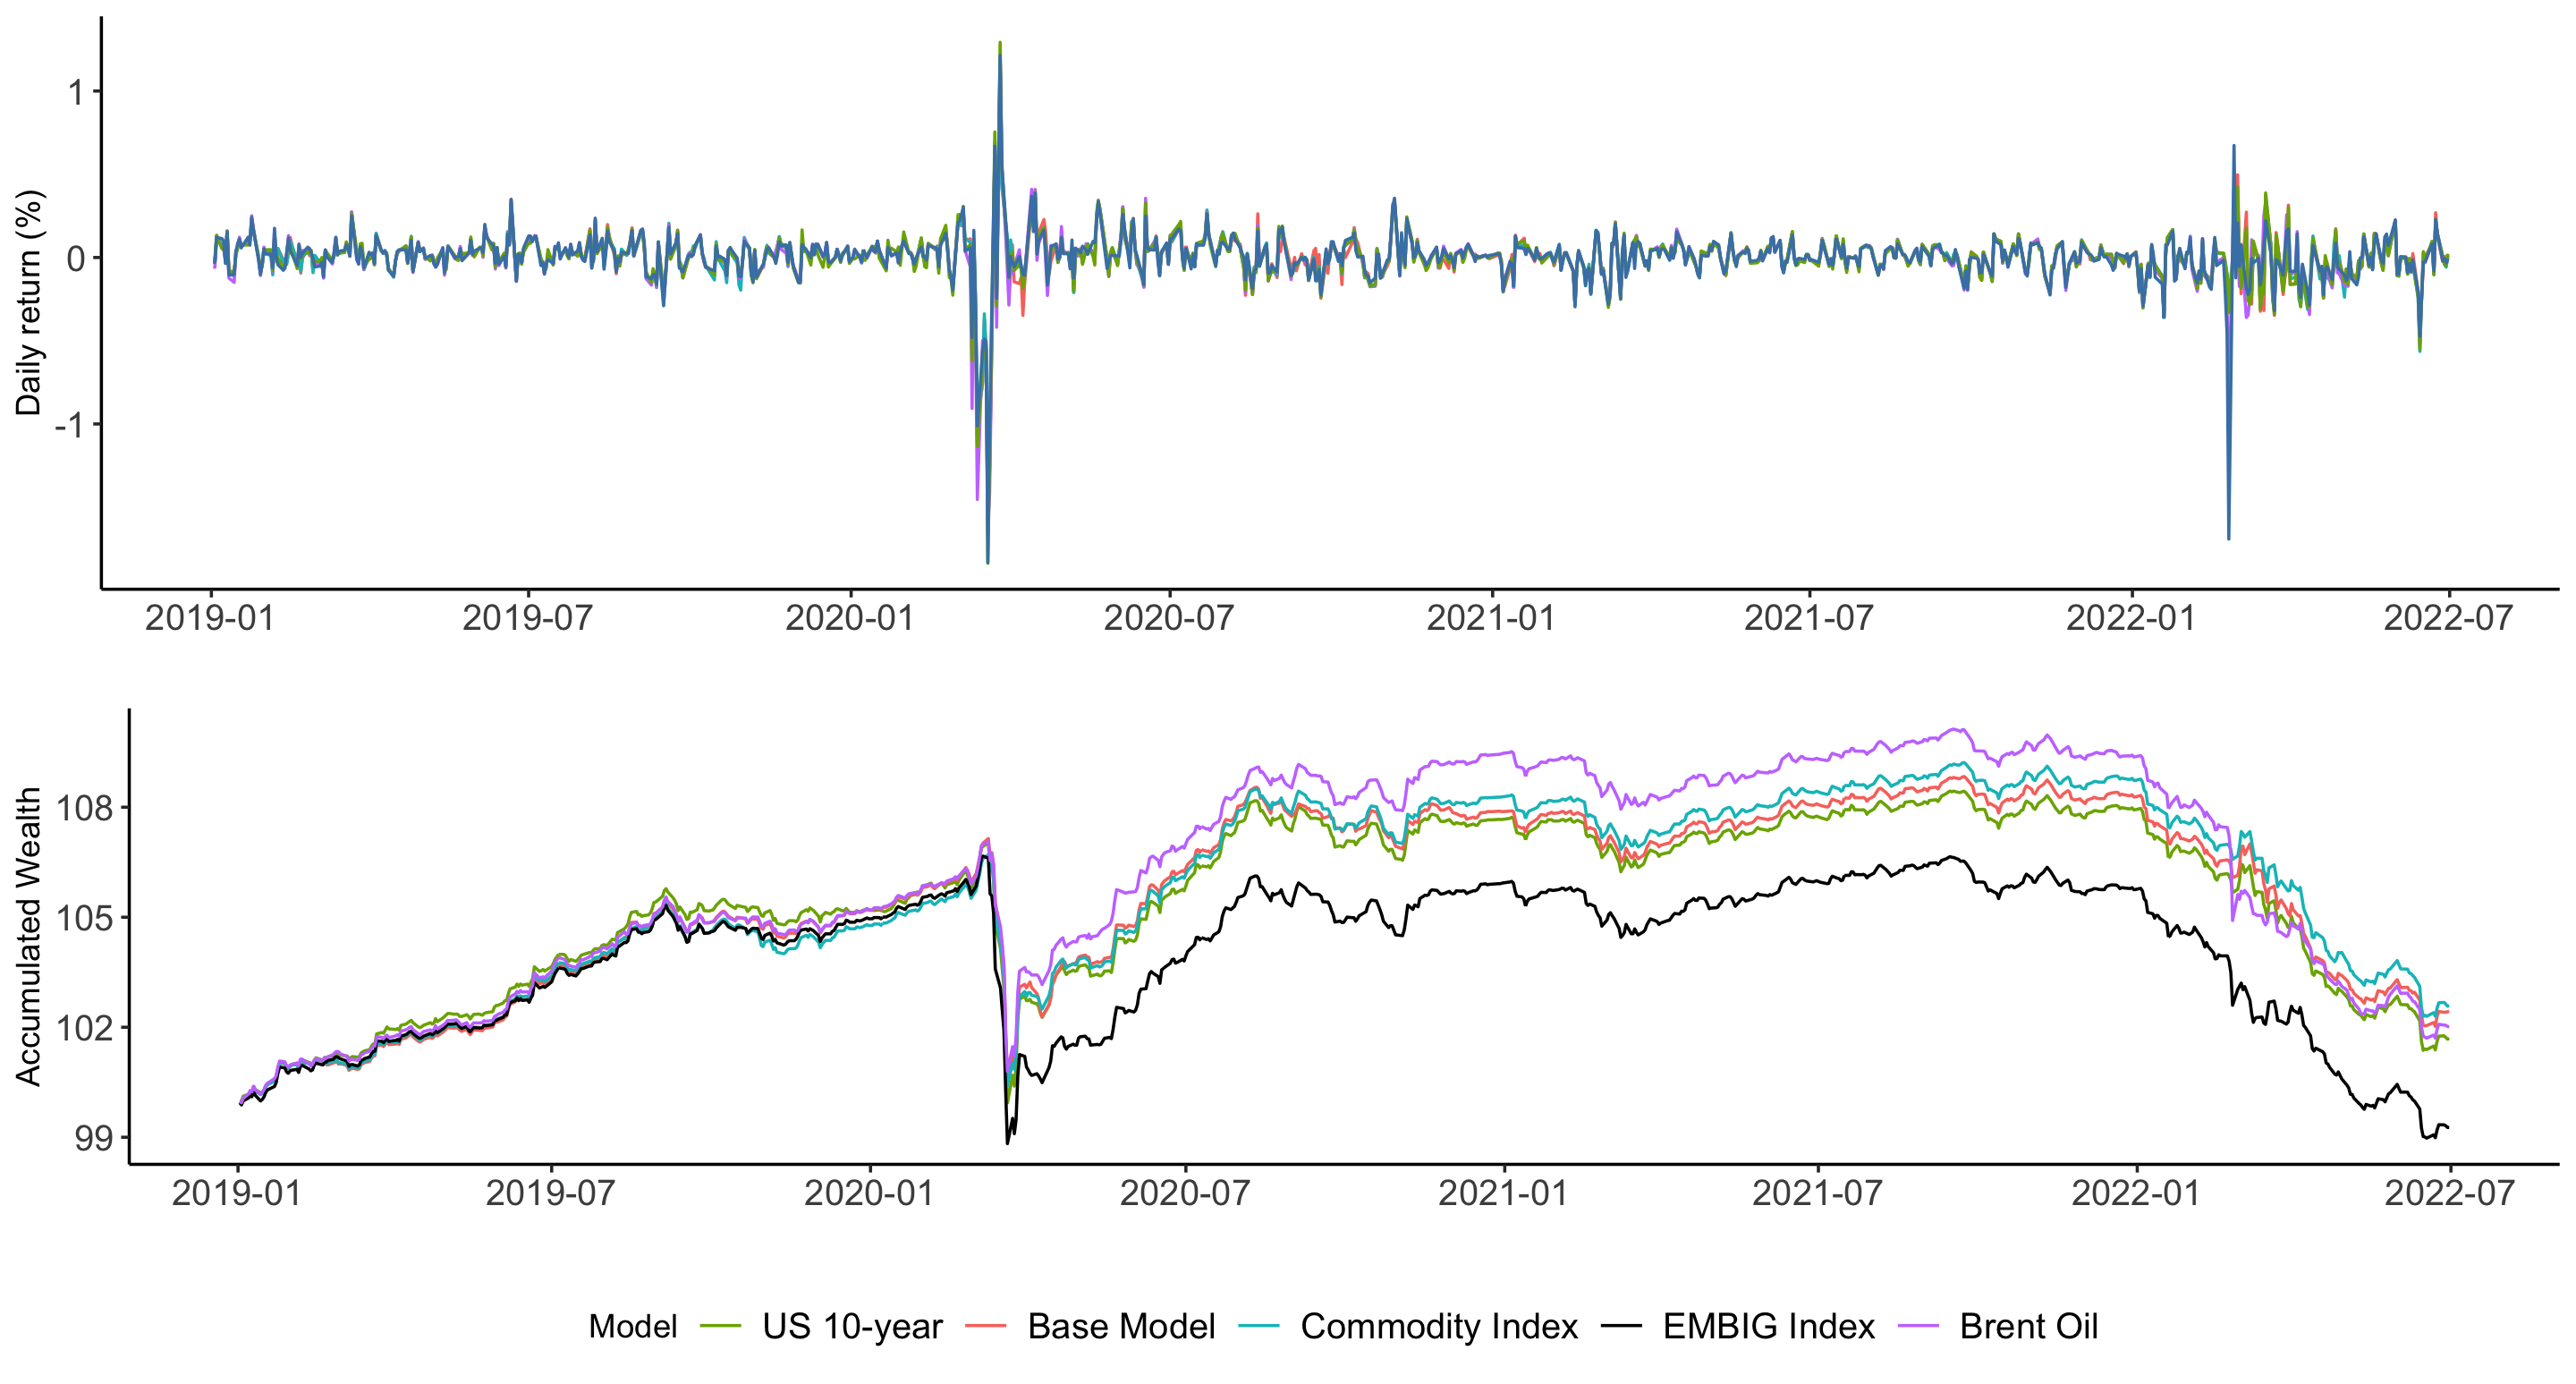 Daily return (%)
1
0
-1
2019-01 2019-07 2020-01 2020-07 2021-01 2021-07 2022-01 2022-07
Accumulated Wealth
108
105
102
99
2019-01 2019-07 2020-01 2020-07 2021-01 2021-07 2022-01 2022-07
Model US 10-year Base Model Commodity Index EMBIG Index Brent Oil